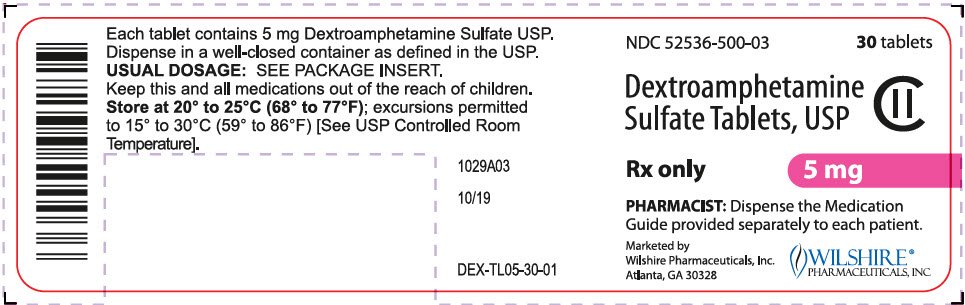 Each tablet contains 5 mg Dextroamphetamine Sulfate USP.
Dispense in a well-closed container as defined in the USP.
USUAL DOSAGE: SEE PACKAGE INSERT.
Keep this and all medications out of the reach of children.
Store at 20° to 25°C (68° to 77°F); excursions permitted
to 15° to 30°C (59° to 86°F) [See USP Controlled Room
Temperature].
1029A03
10/19
DEX-TL05-30-01
NDC 52536-500-03 30 tablets
Dextroamphetamine
Sulfate Tablets, USP
CII
Rx only 5 mg
PHARMACIST: Dispense the Medication
Guide provided separately to each patient.
Marketed by
Wilshire Pharmaceuticals, Inc.
Atlanta, GA 30328
WILSHIRE®
PHARMACEUTICALS, INC